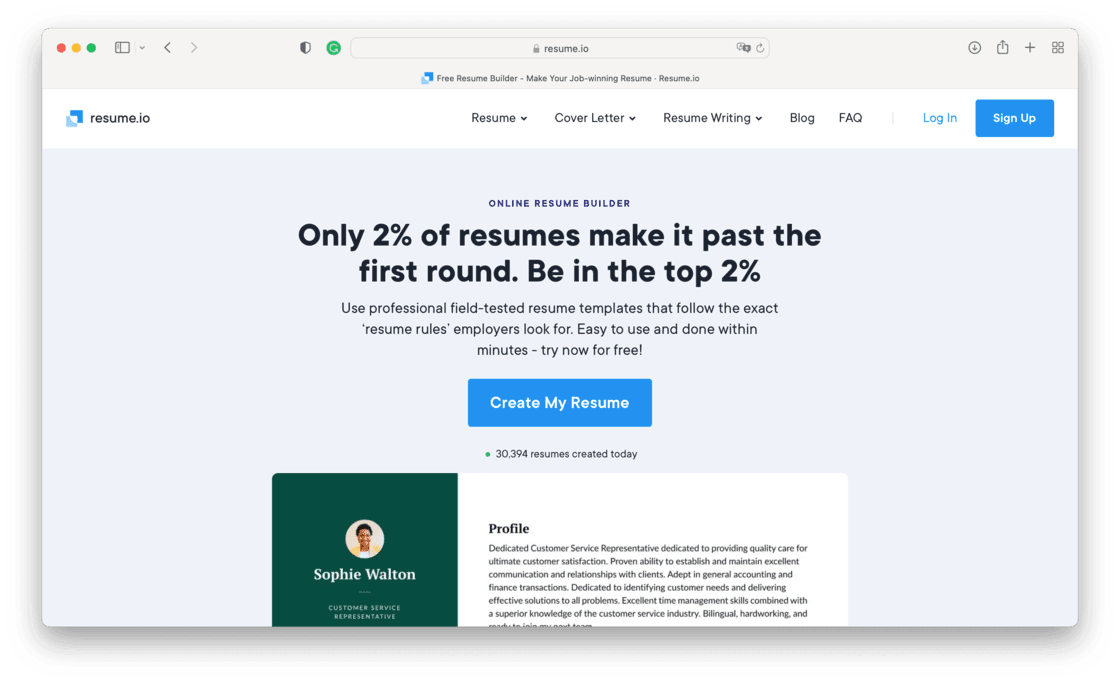 resume.io
Free Resume Builder - Make Your Job-winning Resume · Resume.io
resume.io
Resume
Cover Letter
Resume Writing
Blog
FAQ
Log In
Sign Up
ONLINE RESUME BUILDER
Only 2% of resumes make it past the
first round. Be in the top 2%
Use professional field-tested resume templates that follow the exact
‘resume rules’ employers look for. Easy to use and done within
minutes - try now for free!
Create My Resume
30,394 resumes created today
Sophie Walton
CUSTOMER SERVICE
REPRESENTATIVE
Profile
Dedicated Customer Service Representative dedicated to providing quality care for
ultimate customer satisfaction. Proven ability to establish and maintain excellent
communication and relationships with clients. Adept in general accounting and
finance transactions. Dedicated to identifying customer needs and delivering
effective solutions to all problems. Excellent time management skills combined with
a superior knowledge of the customer service industry. Bilingual, hardworking, and
ready to join my next team.